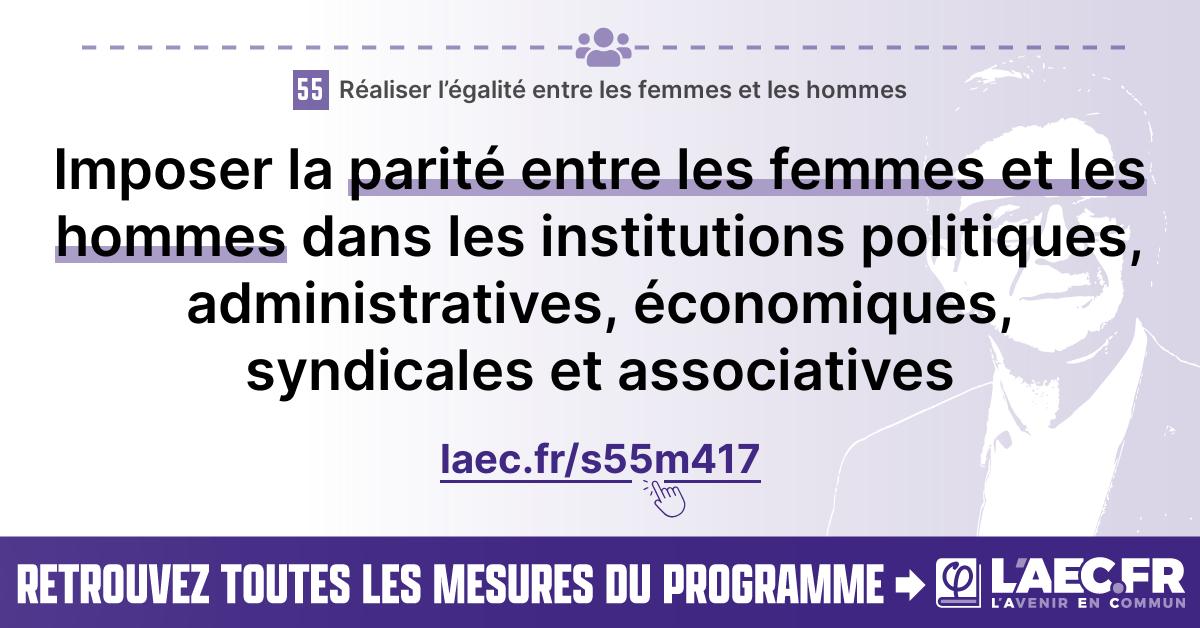 55 Réaliser l’égalité entre les femmes et les hommes
Imposer la parité entre les femmes et les
hommes dans les institutions politiques,
administratives, économiques,
syndicales et associatives
laec.fr/s55m417
RETROUVEZ TOUTES LES MESURES DU PROGRAMME
φ L'AEC.FR
L'AVENIR EN COMMUN